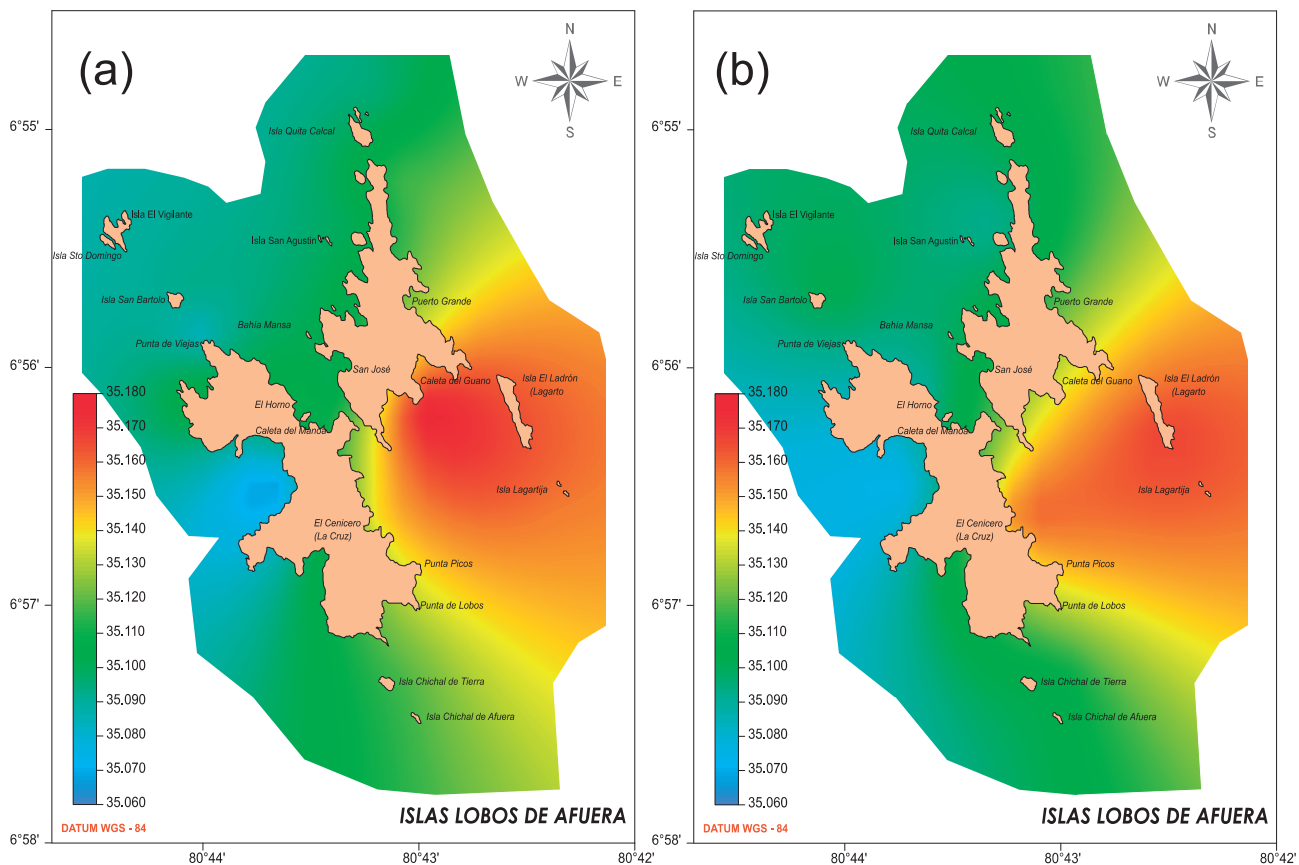 (a)
N
W E
S
6°55'
Isla Quita Calcal
Isla El Vigilante
Isla San Agustin
Isla Sto Domingo
Isla San Bartolo
Puerto Grande
Bahia Mansa
Punta de Viejas
6°56'
San José
Caleta del Guano
Isla El Ladrón
(Lagarto
El Horno
Caleta del Manoa
Isla Lagartija
El Cenicero
(La Cruz)
Punta Picos
6°57'
Punta de Lobos
Isla Chichal de Tierra
Isla Chichal de Afuera
35.180
35.170
35.160
35.150
35.140
35.130
35.120
35.110
35.100
35.090
35.080
35.070
35.060
DATUM WGS - 84
ISLAS LOBOS DE AFUERA
6°58'
80°44'
80°43'
80°42'
(b)
N
W E
S
6°55'
Isla Quita Calcal
Isla El Vigilante
Isla San Agustin
Isla Sto Domingo
Isla San Bartolo
Puerto Grande
Bahia Mansa
Punta de Viejas
6°56'
San José
Caleta del Guano
Isla El Ladrón
(Lagarto
El Horno
Caleta del Manoa
Isla Lagartija
El Cenicero
(La Cruz)
Punta Picos
6°57'
Punta de Lobos
Isla Chichal de Tierra
Isla Chichal de Afuera
35.180
35.170
35.160
35.150
35.140
35.130
35.120
35.110
35.100
35.090
35.080
35.070
35.060
DATUM WGS - 84
ISLAS LOBOS DE AFUERA
6°58'
80°44'
80°43'
80°42'